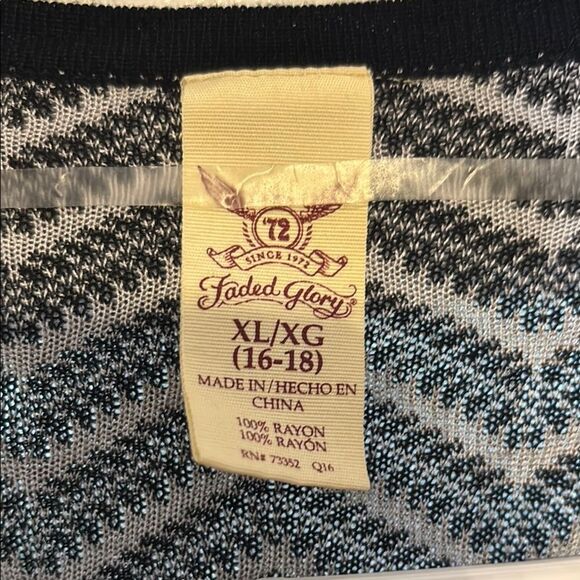 '72
SINCE 1972
Faded Glory
XL/XG
(16-18)
MADE IN/HECHO EN
CHINA
100% RAYON
100% RAYÓN
RN# 73352 Q16